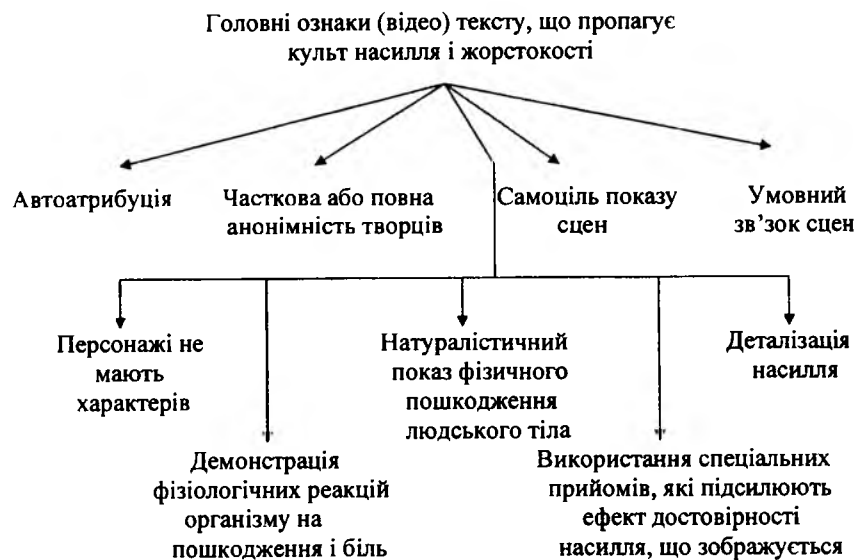 Головні ознаки (відео) тексту, що пропагує
культ насилля і жорстокості
Автоатрибуція
Часткова або повна
анонімність творців
Самоціль показу
сцен
Умовний
зв’зок сцен
Персонажі не
мають
характерів
Натуралістичний
показ фізичного
пошкодження
людського тіла
Деталізація
насилля
Демонстрація
фізіологічних реакцій
організму на
пошкодження і біль
Використання спеціальних
прийомів, які підсилюють
ефект достовірності
насилля, що зображується